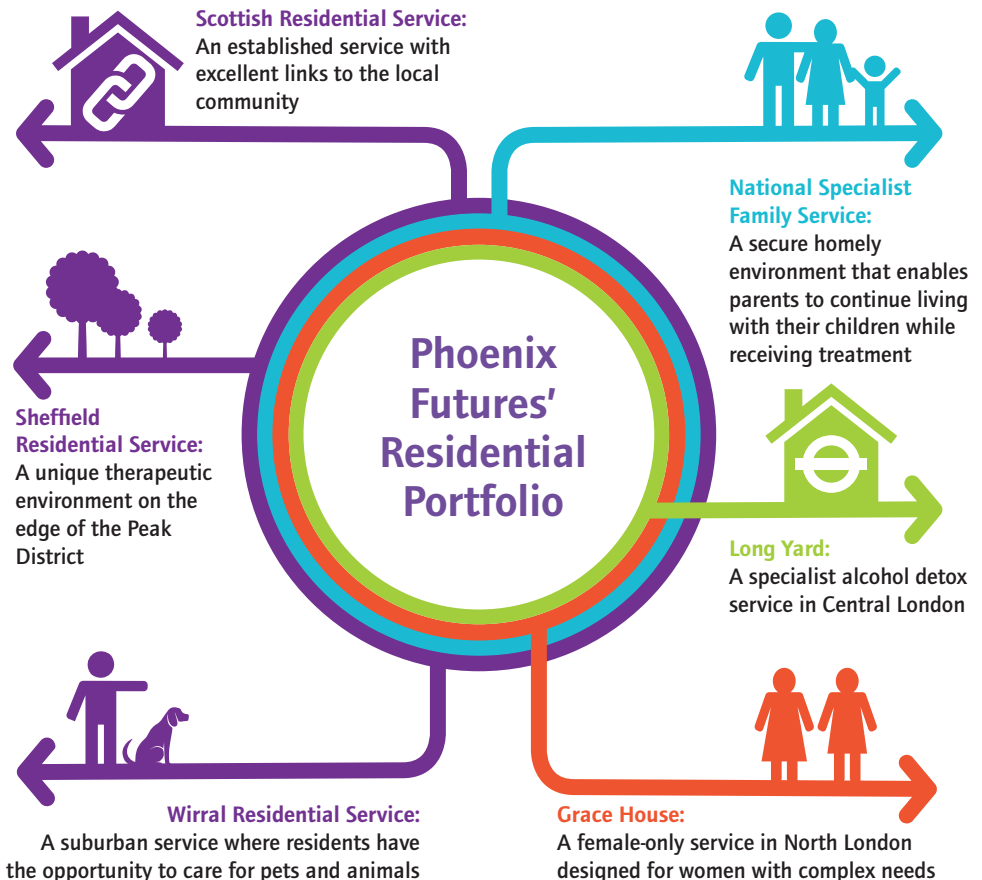 Scottish Residential Service:
An established service with
excellent links to the local
community
National Specialist
Family Service:
A secure homely
environment that enables
parents to continue living
with their children while
receiving treatment
Phoenix
Futures’
Residential
Portfolio
Sheffield
Residential Service:
A unique therapeutic
environment on the
edge of the Peak
District
Long Yard:
A specialist alcohol detox
service in Central London
Wirral Residential Service:
A suburban service where residents have
the opportunity to care for pets and animals
Grace House:
A female-only service in North London
designed for women with complex needs